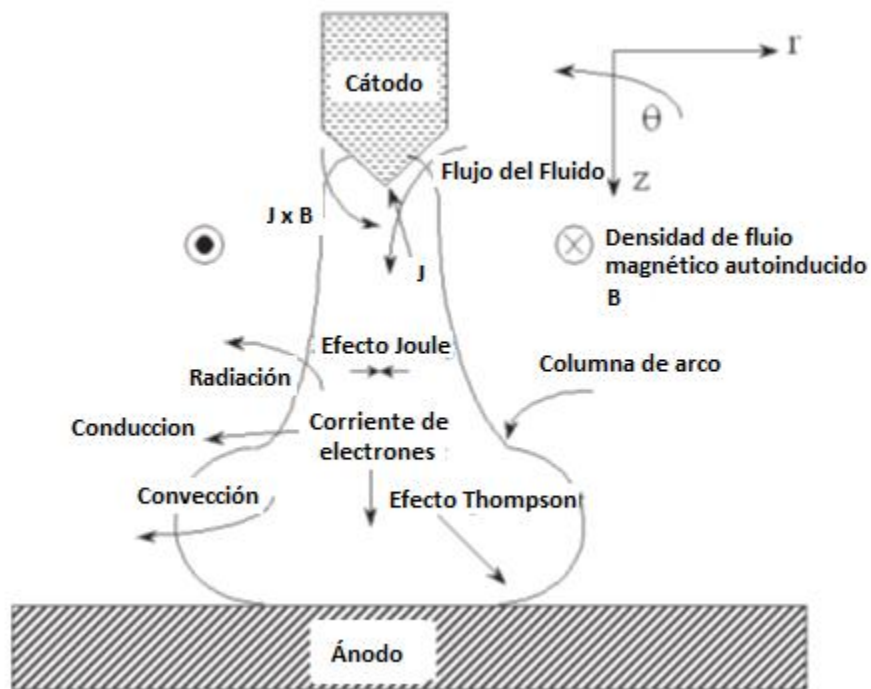 Cátodo
r
θ
z
Flujo del Fluido
J x B
J
Densidad de fluio
magnético autoinducido
B
Efecto Joule
Radiación
Columna de arco
Conduccion
Corriente de
electrones
Convección
Efecto Thompson
Ánodo